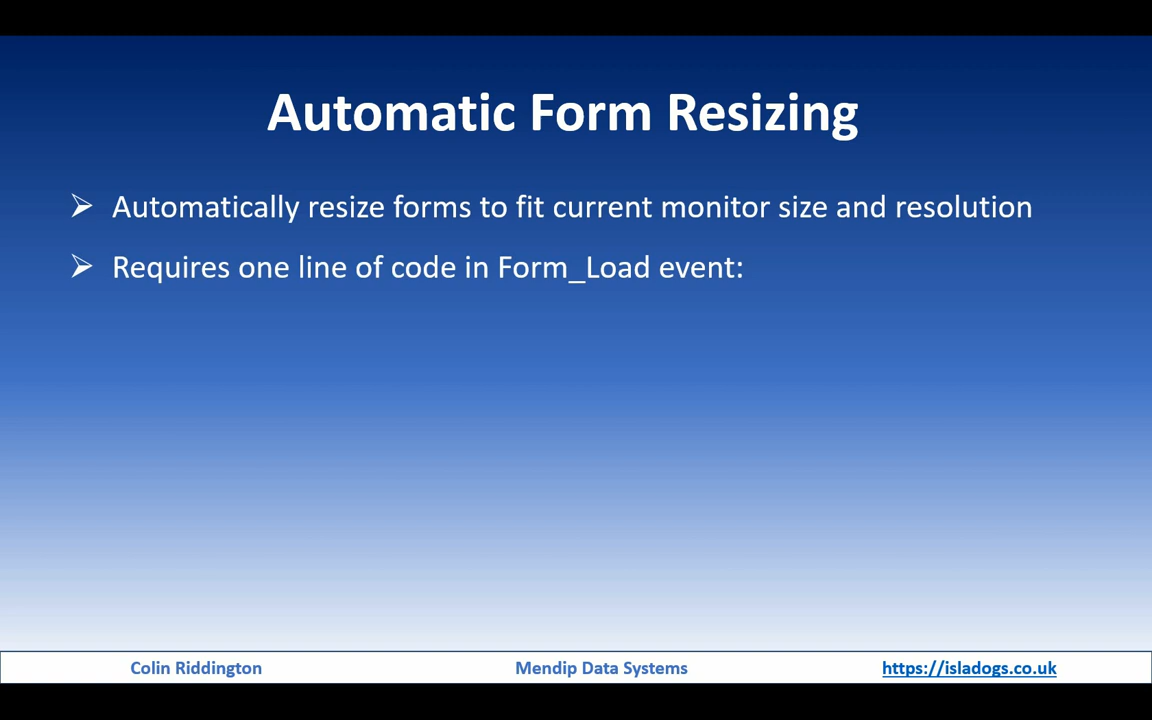 Automatic Form Resizing
➢ Automatically resize forms to fit current monitor size and resolution
➢ Requires one line of code in Form_Load event:
Colin Riddington
Mendip Data Systems
https://isladogs.co.uk